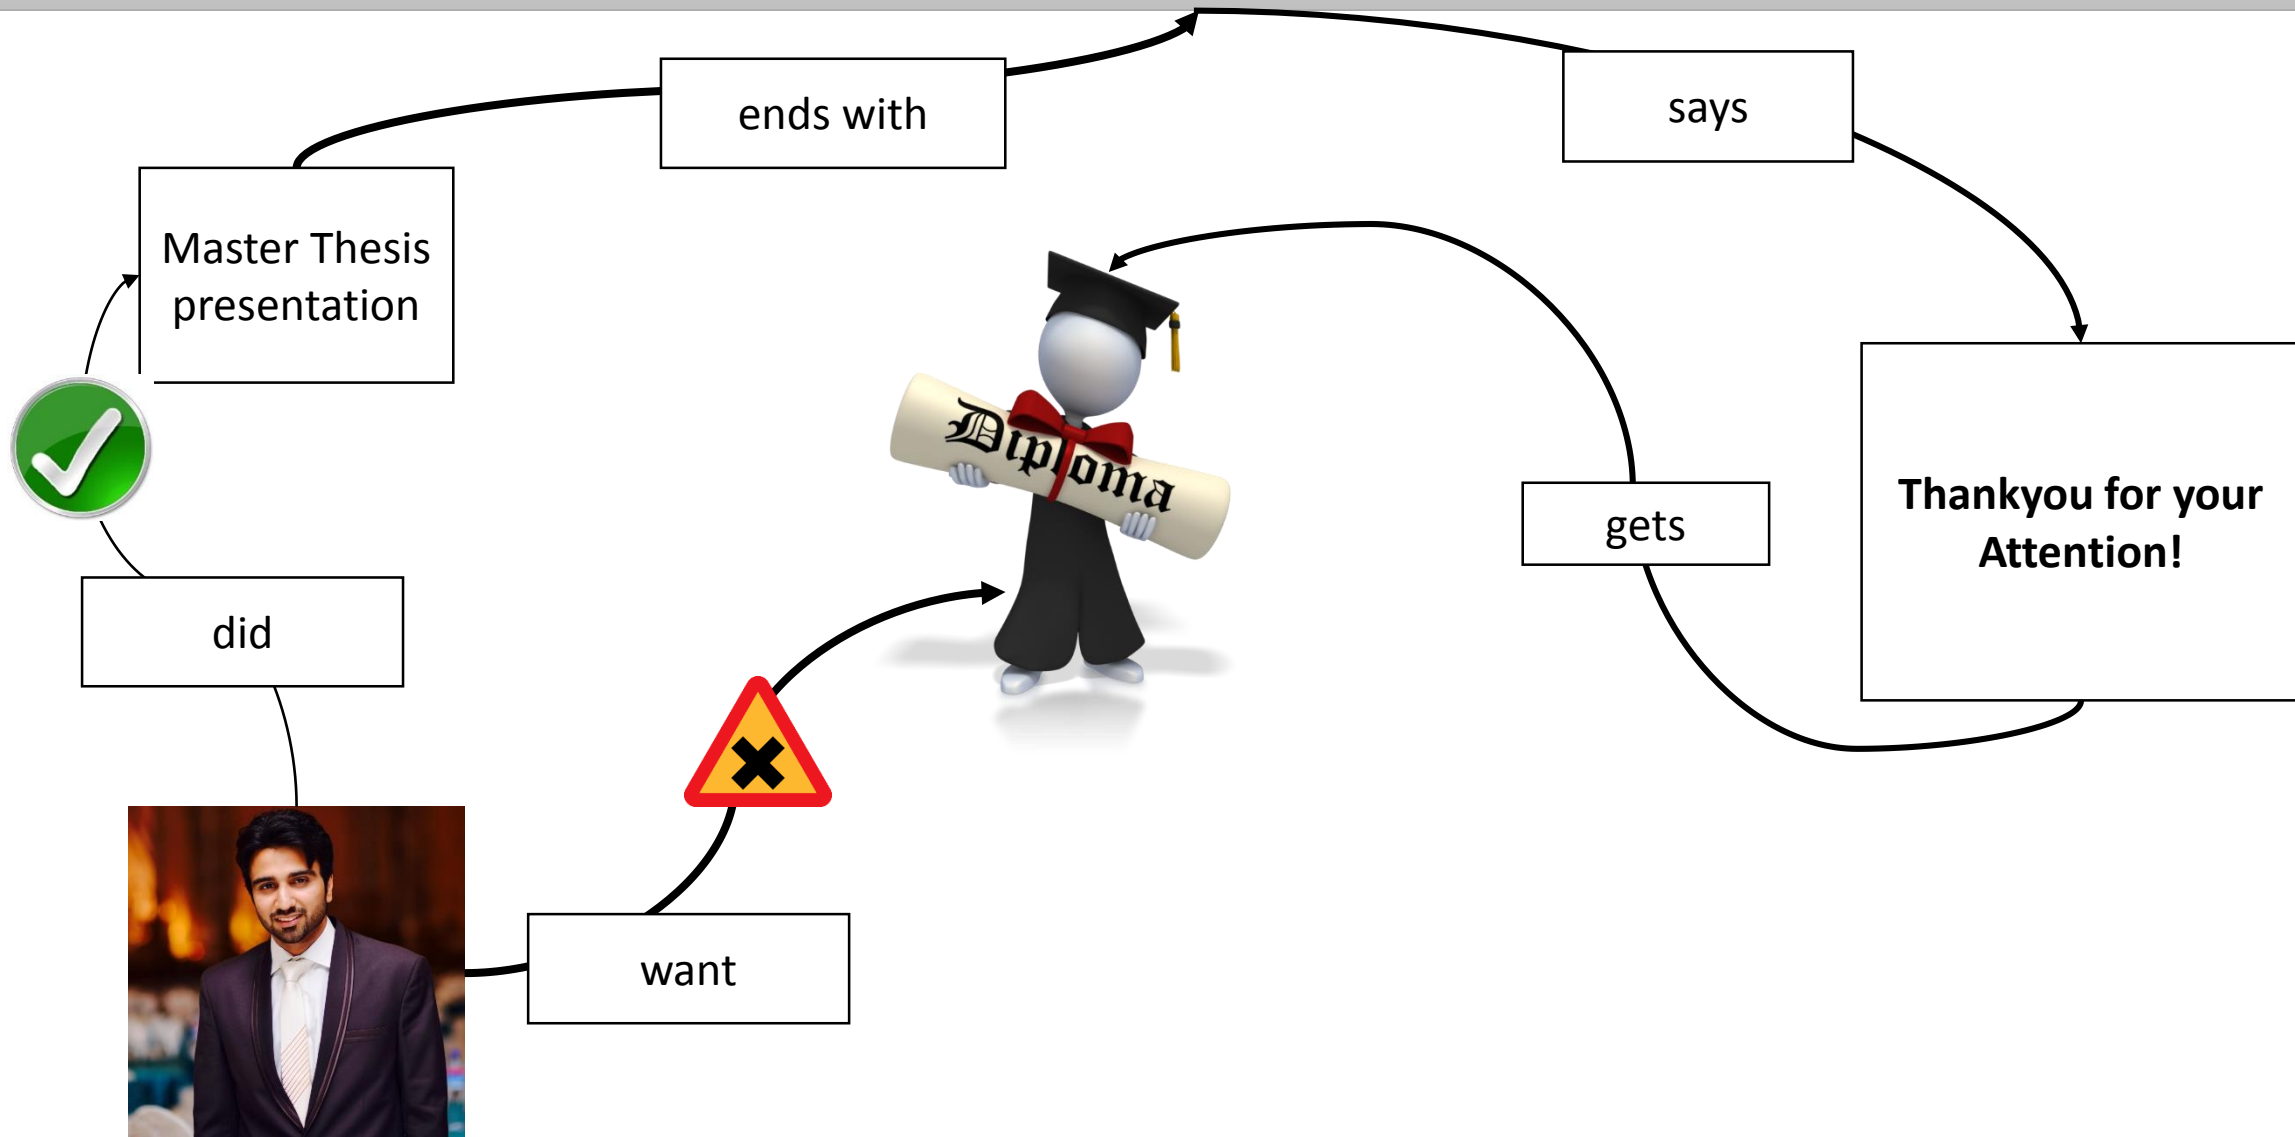 ends with
says
Master Thesis
presentation
Diploma
gets
Thankyou for your
Attention!
did
want